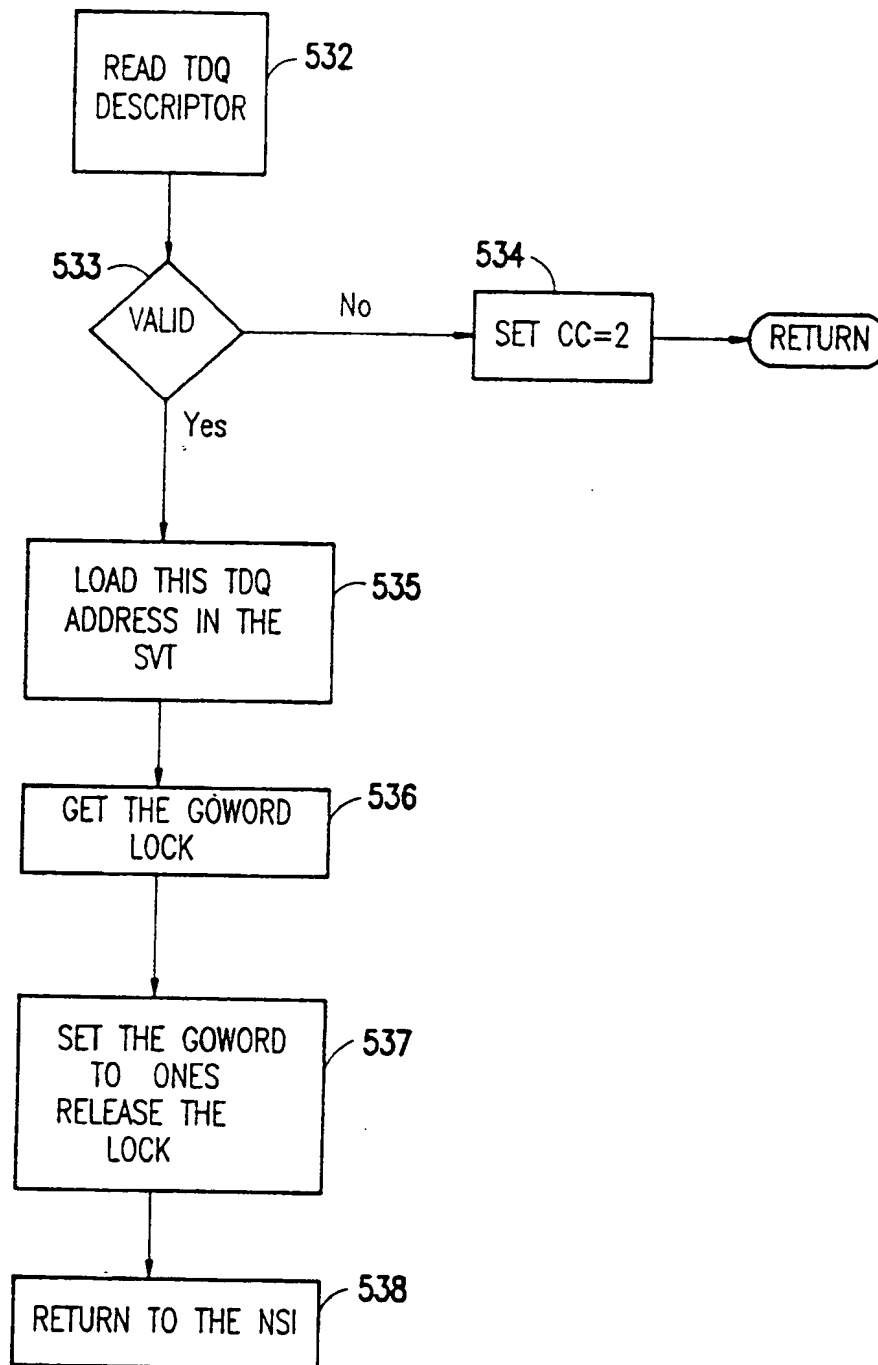 READ TDQ
DESCRIPTOR
532
533
VALID
No
534
SET CC=2
RETURN
Yes
LOAD THIS TDQ
ADDRESS IN THE
SVT
535
GET THE GOWORD
LOCK
536
SET THE GOWORD
TO ONES
RELEASE THE
LOCK
537
RETURN TO THE NSI
538